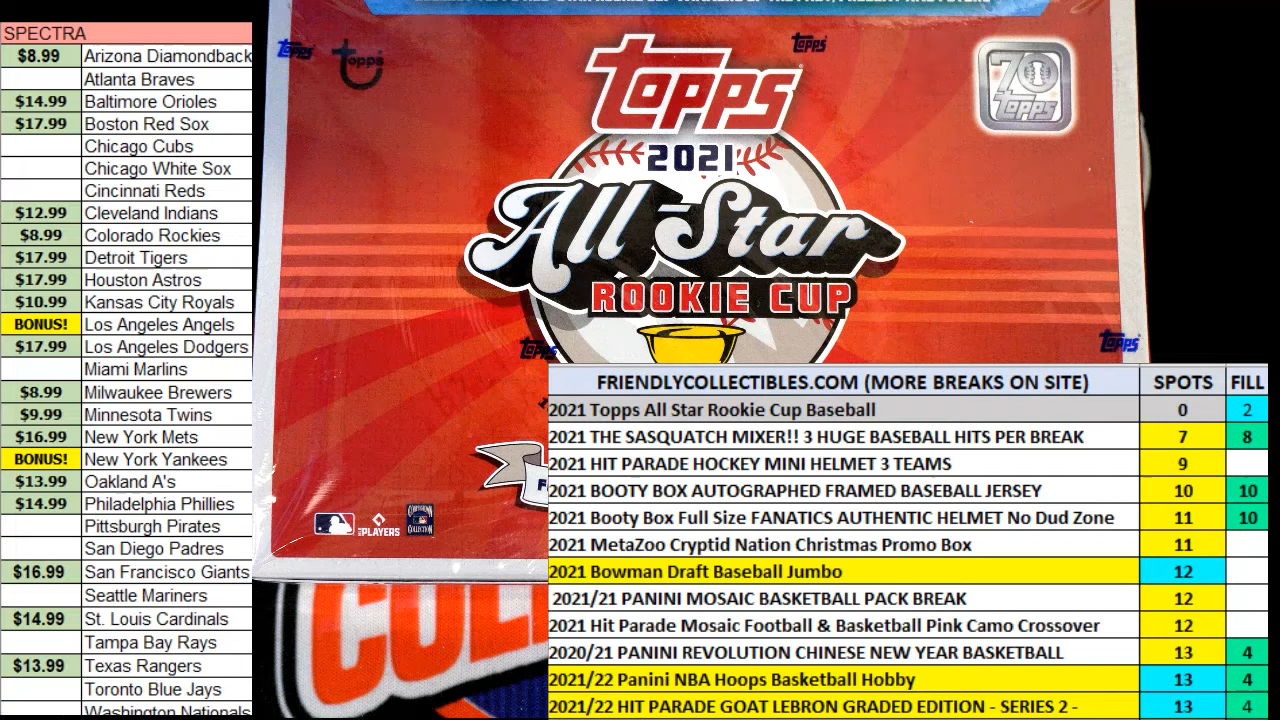 SPECTRA
$8.99 Arizona Diamondback
Atlanta Braves
$14.99 Baltimore Orioles
$17.99 Boston Red Sox
Chicago Cubs
Chicago White Sox
Cincinnati Reds
$12.99 Cleveland Indians
$8.99 Colorado Rockies
$17.99 Detroit Tigers
$17.99 Houston Astros
$10.99 Kansas City Royals
BONUS! Los Angeles Angels
$17.99 Los Angeles Dodgers
Miami Marlins
$8.99 Milwaukee Brewers
$9.99 Minnesota Twins
$16.99 New York Mets
BONUS! New York Yankees
$13.99 Oakland A's
$14.99 Philadelphia Phillies
Pittsburgh Pirates
San Diego Padres
$16.99 San Francisco Giants
Seattle Mariners
$14.99 St. Louis Cardinals
Tampa Bay Rays
$13.99 Texas Rangers
Toronto Blue Jays
Washington Nationals
Topps
topps
Topps
Topps
70
Topps
2021
All-Star
ROOKIE CUP
Topps
Topps
MLB PLAYERS
FRIENDLYCOLLECTIBLES.COM (MORE BREAKS ON SITE) SPOTS FILL
2021 Topps All Star Rookie Cup Baseball 0 2
2021 THE SASQUATCH MIXER!! 3 HUGE BASEBALL HITS PER BREAK 7 8
2021 HIT PARADE HOCKEY MINI HELMET 3 TEAMS 9
2021 BOOTY BOX AUTOGRAPHED FRAMED BASEBALL JERSEY 10 10
2021 Booty Box Full Size FANATICS AUTHENTIC HELMET No Dud Zone 11 10
2021 MetaZoo Cryptid Nation Christmas Promo Box 11
2021 Bowman Draft Baseball Jumbo 12
2021/21 PANINI MOSAIC BASKETBALL PACK BREAK 12
2021 Hit Parade Mosaic Football & Basketball Pink Camo Crossover 12
2020/21 PANINI REVOLUTION CHINESE NEW YEAR BASKETBALL 13 4
2021/22 Panini NBA Hoops Basketball Hobby 13 4
2021/22 HIT PARADE GOAT LEBRON GRADED EDITION - SERIES 2 - 13 4